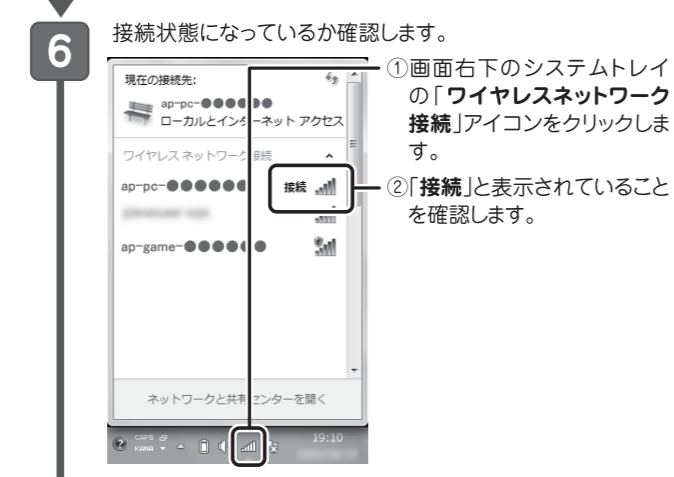 6
接続状態になっているか確認します。
①画面右下のシステムトレイ
の「ワイヤレスネットワーク
接続」アイコンをクリックしま
す。
②「接続」と表示されていること
を確認します。
現在の接続先:
ap-pc-●●●●●●
ローカルとインターネット アクセス
ワイヤレス ネットワーク接続
ap-pc-●●●●●● 接続
ap-game-●●●●●●
ネットワークと共有センターを開く
CAPS
KANA
19:10